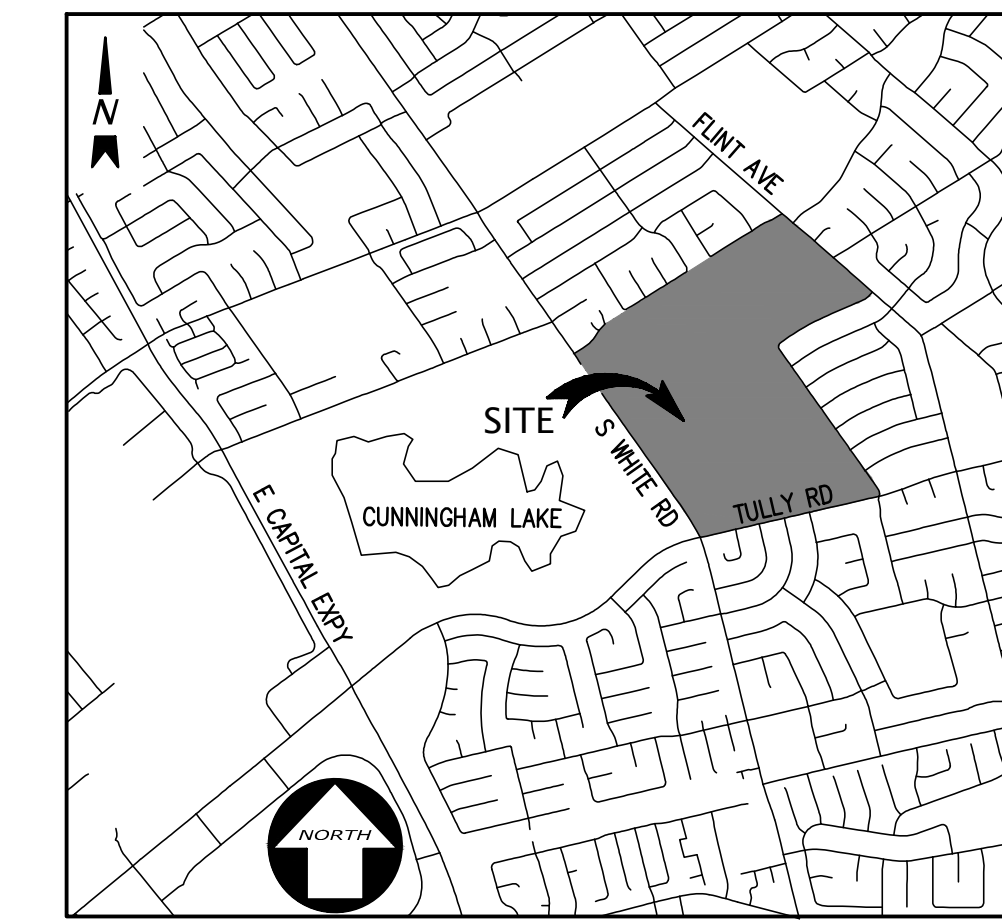 N
FLINT AVE
SITE
S WHITE RD
TULLY RD
CUNNINGHAM LAKE
E CAPITAL EXPY
NORTH